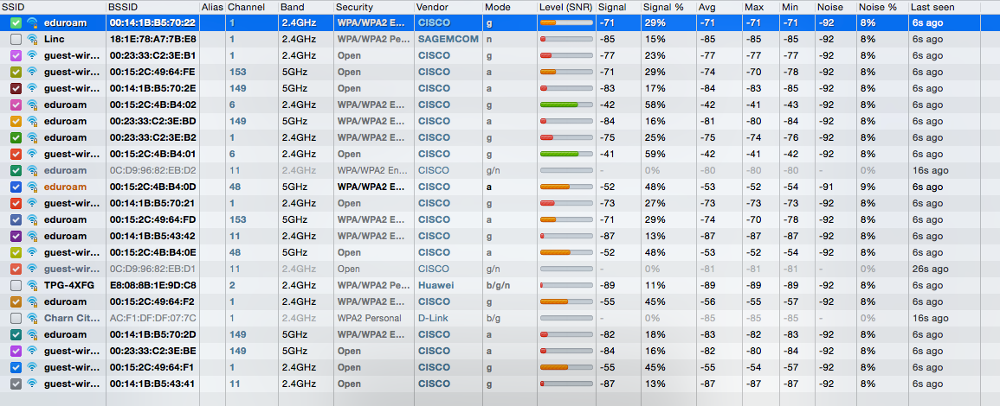 SSID BSSID Alias Channel Band Security Vendor Mode Level (SNR) Signal Signal % Avg Max Min Noise Noise % Last seen
eduroam 00:14:1B:B5:70:22 1 2.4GHz WPA/WPA2 E... CISCO g -71 29% -71 -71 -71 -92 8% 6s ago
Linc 18:1E:78:A7:7B:E8 1 2.4GHz WPA/WPA2 Pe... SAGEMCOM n -85 15% -85 -85 -85 -92 8% 6s ago
guest-wir... 00:23:33:C2:3E:B1 1 2.4GHz Open CISCO g -77 23% -77 -77 -77 -92 8% 6s ago
guest-wir... 00:15:2C:49:64:FE 153 5GHz Open CISCO a -71 29% -74 -70 -78 -92 8% 6s ago
guest-wir... 00:14:1B:B5:70:2E 149 5GHz Open CISCO a -83 17% -84 -83 -85 -92 8% 6s ago
eduroam 00:15:2C:4B:B4:02 6 2.4GHz WPA/WPA2 E... CISCO g -42 58% -42 -41 -43 -92 8% 6s ago
eduroam 00:23:33:C2:3E:BD 149 5GHz WPA/WPA2 E... CISCO a -84 16% -81 -80 -84 -92 8% 6s ago
eduroam 00:23:33:C2:3E:B2 1 2.4GHz WPA/WPA2 E... CISCO g -75 25% -75 -74 -76 -92 8% 6s ago
guest-wir... 00:15:2C:4B:B4:01 6 2.4GHz Open CISCO g -41 59% -42 -41 -42 -92 8% 6s ago
eduroam 0C:D9:96:82:EB:D2 11 2.4GHz WPA/WPA2 En... CISCO g/n - 0% -80 -80 -80 - 0% 16s ago
eduroam 00:15:2C:4B:B4:0D 48 5GHz WPA/WPA2 E... CISCO a -52 48% -53 -52 -54 -91 9% 6s ago
guest-wir... 00:14:1B:B5:70:21 1 2.4GHz Open CISCO g -73 27% -73 -73 -73 -92 8% 6s ago
eduroam 00:15:2C:49:64:FD 153 5GHz WPA/WPA2 E... CISCO a -71 29% -74 -70 -78 -92 8% 6s ago
eduroam 00:14:1B:B5:43:42 11 2.4GHz WPA/WPA2 E... CISCO g -87 13% -87 -87 -87 -92 8% 6s ago
guest-wir... 00:15:2C:4B:B4:0E 48 5GHz Open CISCO a -52 48% -53 -52 -54 -92 8% 6s ago
guest-wir... 0C:D9:96:82:EB:D1 11 2.4GHz Open CISCO g/n - 0% -81 -81 -81 - 0% 26s ago
TPG-4XFG E8:08:8B:1E:9D:C8 2 2.4GHz WPA/WPA2 Pe... Huawei b/g/n -89 11% -89 -89 -89 -92 8% 6s ago
eduroam 00:15:2C:49:64:F2 1 2.4GHz WPA/WPA2 E... CISCO g -55 45% -56 -55 -57 -92 8% 6s ago
Charn Cit... AC:F1:DF:DF:07:7C 1 2.4GHz WPA2 Personal D-Link b/g - 0% -85 -85 -85 - 0% 16s ago
eduroam 00:14:1B:B5:70:2D 149 5GHz WPA/WPA2 E... CISCO a -82 18% -83 -82 -83 -92 8% 6s ago
guest-wir... 00:23:33:C2:3E:BE 149 5GHz Open CISCO a -84 16% -82 -80 -84 -92 8% 6s ago
guest-wir... 00:15:2C:49:64:F1 1 2.4GHz Open CISCO g -55 45% -55 -54 -57 -92 8% 6s ago
guest-wir... 00:14:1B:B5:43:41 11 2.4GHz Open CISCO g -87 13% -87 -87 -87 -92 8% 6s ago